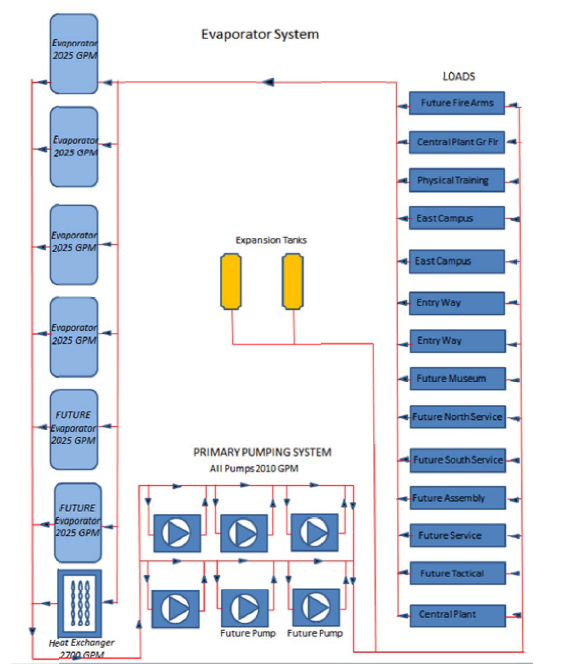 Evaporator System
Evaporator
2025 GPM
Evaporator
2025 GPM
Evaporator
2025 GPM
Evaporator
2025 GPM
FUTURE
Evaporator
2025 GPM
FUTURE
Evaporator
2025 GPM
Heat Exchanger
2700 GPM
Expansion Tanks
PRIMARY PUMPING SYSTEM
All Pumps 2010 GPM
Future Pump
Future Pump
LOADS
Future Fire Arms
Central Plant Gr Flr
Physical Training
East Campus
East Campus
Entry Way
Entry Way
Future Museum
Future North Service
Future South Service
Future Assembly
Future Service
Future Tactical
Central Plant